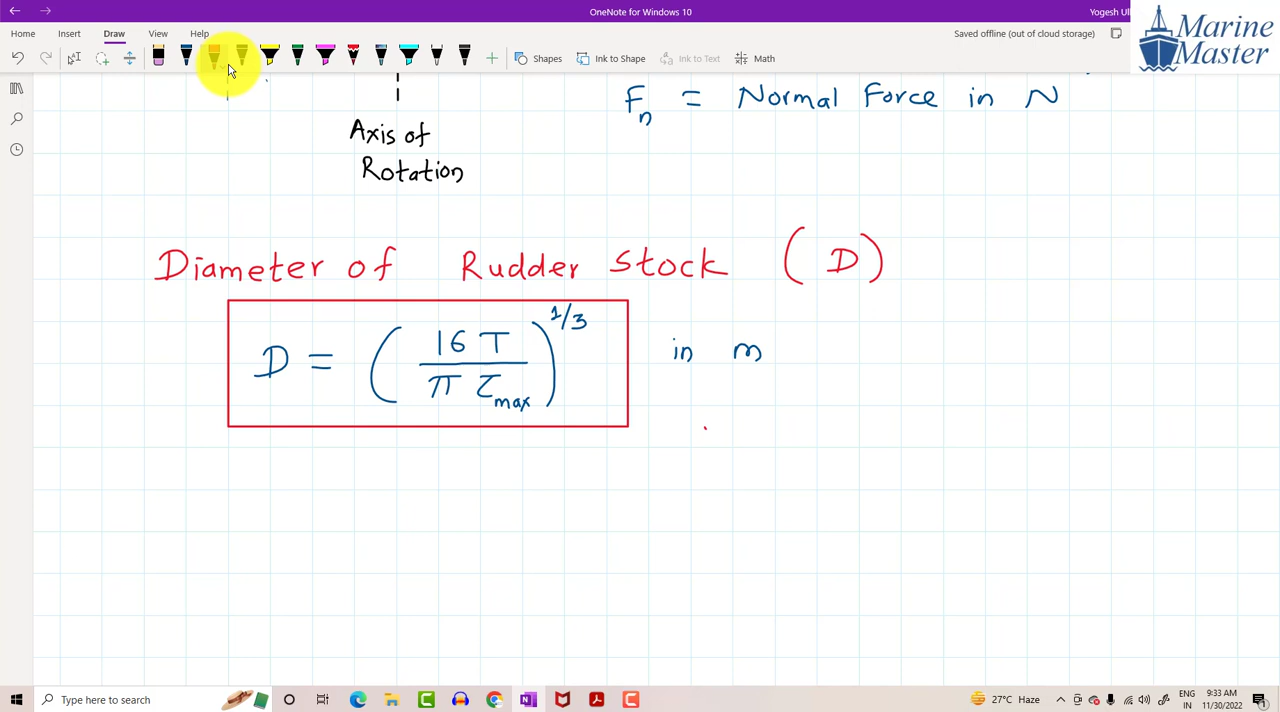 OneNote for Windows 10
Yogesh Ul
Marine Master
Home Insert Draw View Help
Saved offline (out of cloud storage)
Shapes Ink to Shape Ink to Text Math
Fn = Normal Force in N
Axis of
Rotation
Diameter of Rudder Stock (D)
D = (16 T / π τmax)^1/3 in m
Type here to search
27°C Haze
ENG
IN
9:33 AM
11/30/2022